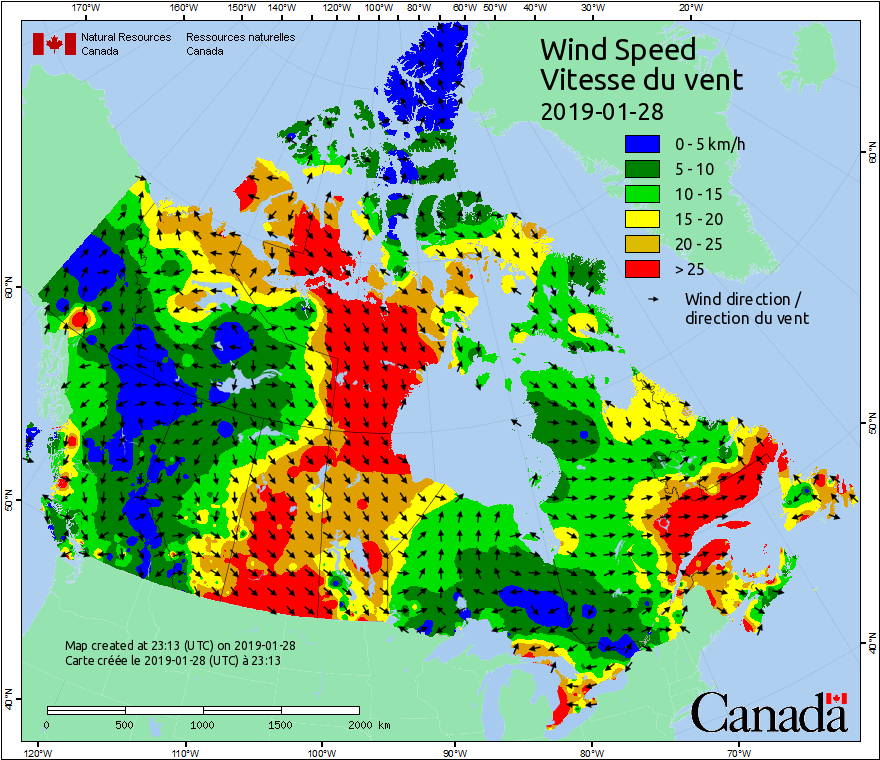 170°W 160°W 150°W 140°W 130°W 120°W 110°W 100°W 90°W 80°W 70°W 60°W 50°W 40°W 30°W 20°W
Natural Resources Ressources naturelles
Canada Canada
Wind Speed
Vitesse du vent
2019-01-28
0 - 5 km/h
5 - 10
10 - 15
15 - 20
20 - 25
> 25
Wind direction /
direction du vent
60°N
50°N
40°N
60°N
50°N
40°N
Map created at 23:13 (UTC) on 2019-01-28
Carte créée le 2019-01-28 (UTC) à 23:13
0 500 1000 1500 2000 km
Canada
120°W 110°W 100°W 90°W 80°W 70°W